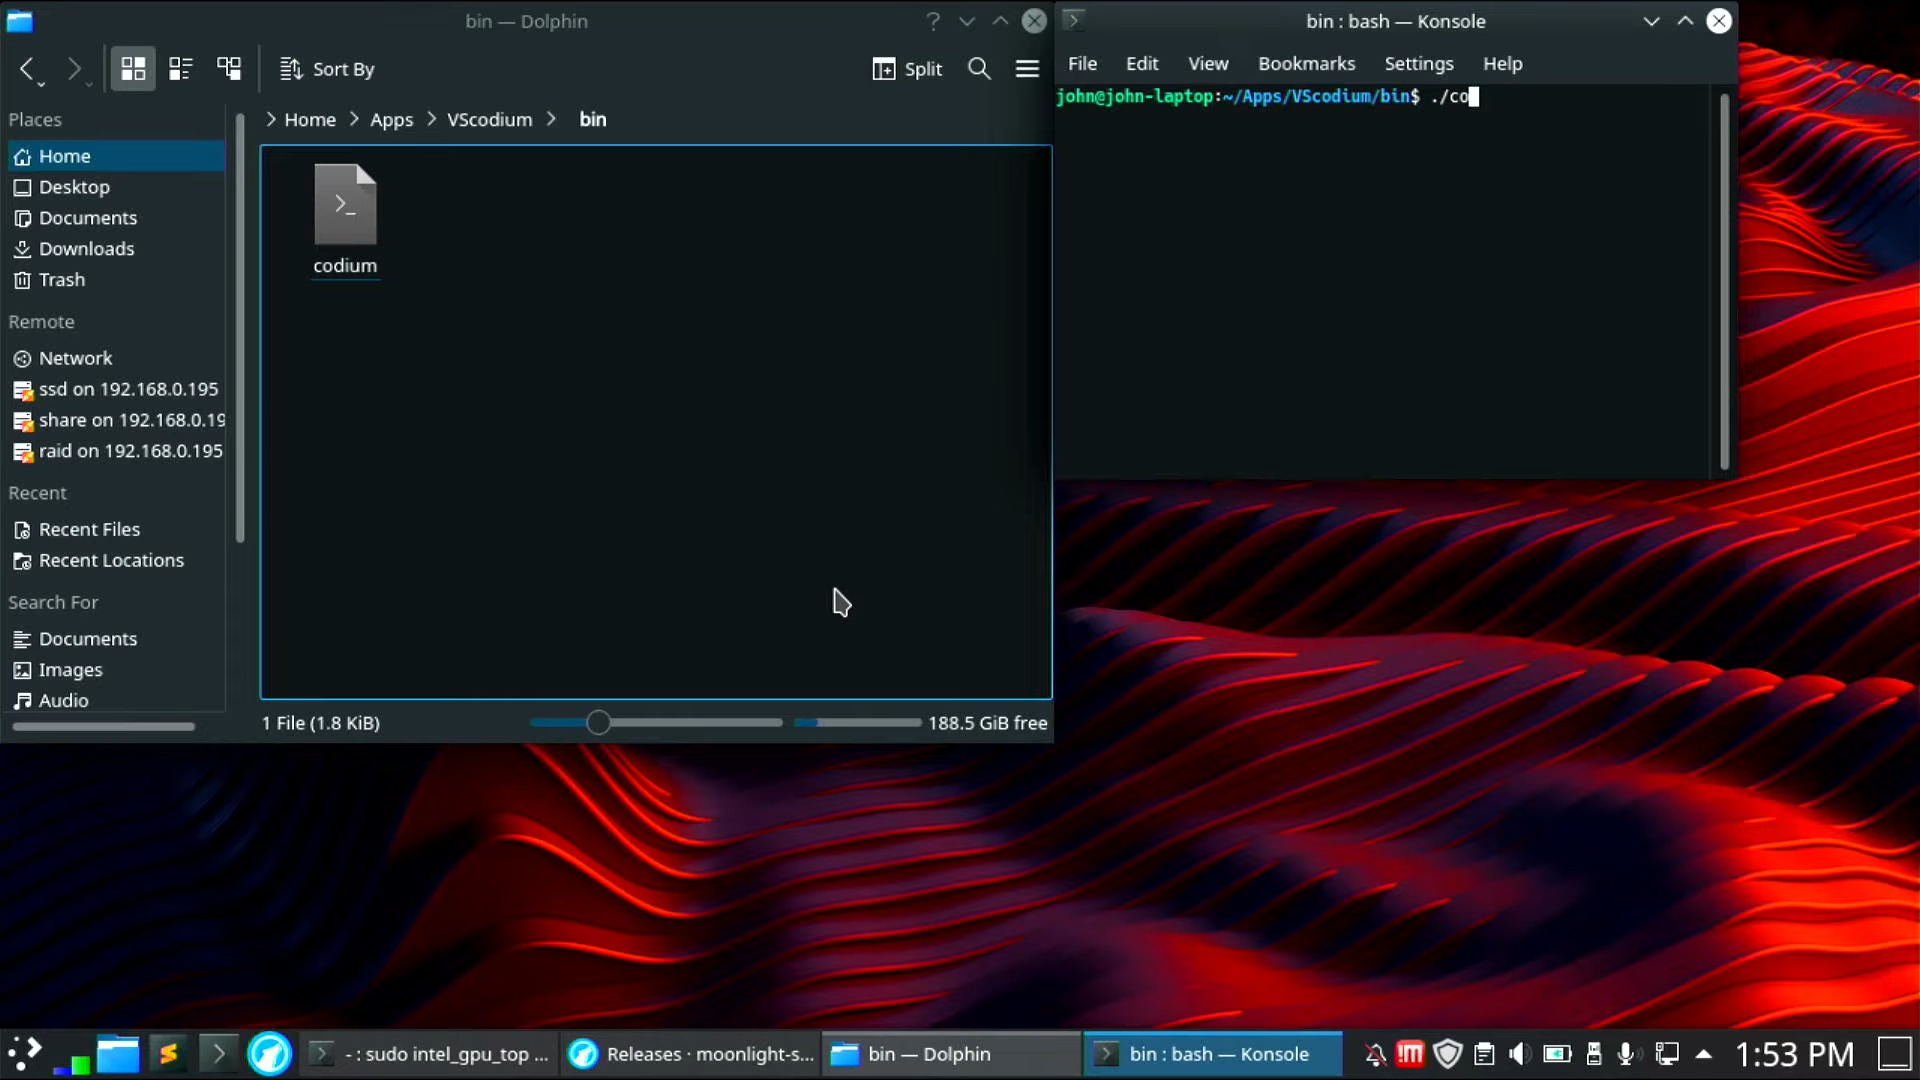 bin — Dolphin
Sort By
Split
Places
Home
Desktop
Documents
Downloads
Trash
Remote
Network
ssd on 192.168.0.195
share on 192.168.0.19
raid on 192.168.0.195
Recent
Recent Files
Recent Locations
Search For
Documents
Images
Audio
Home > Apps > VScodium > bin
codium
1 File (1.8 KiB)
188.5 GiB free
bin : bash — Konsole
File Edit View Bookmarks Settings Help
john@john-laptop:~/Apps/VScodium/bin$ ./co
- : sudo intel_gpu_top ...
Releases · moonlight-s...
bin — Dolphin
bin : bash — Konsole
1:53 PM